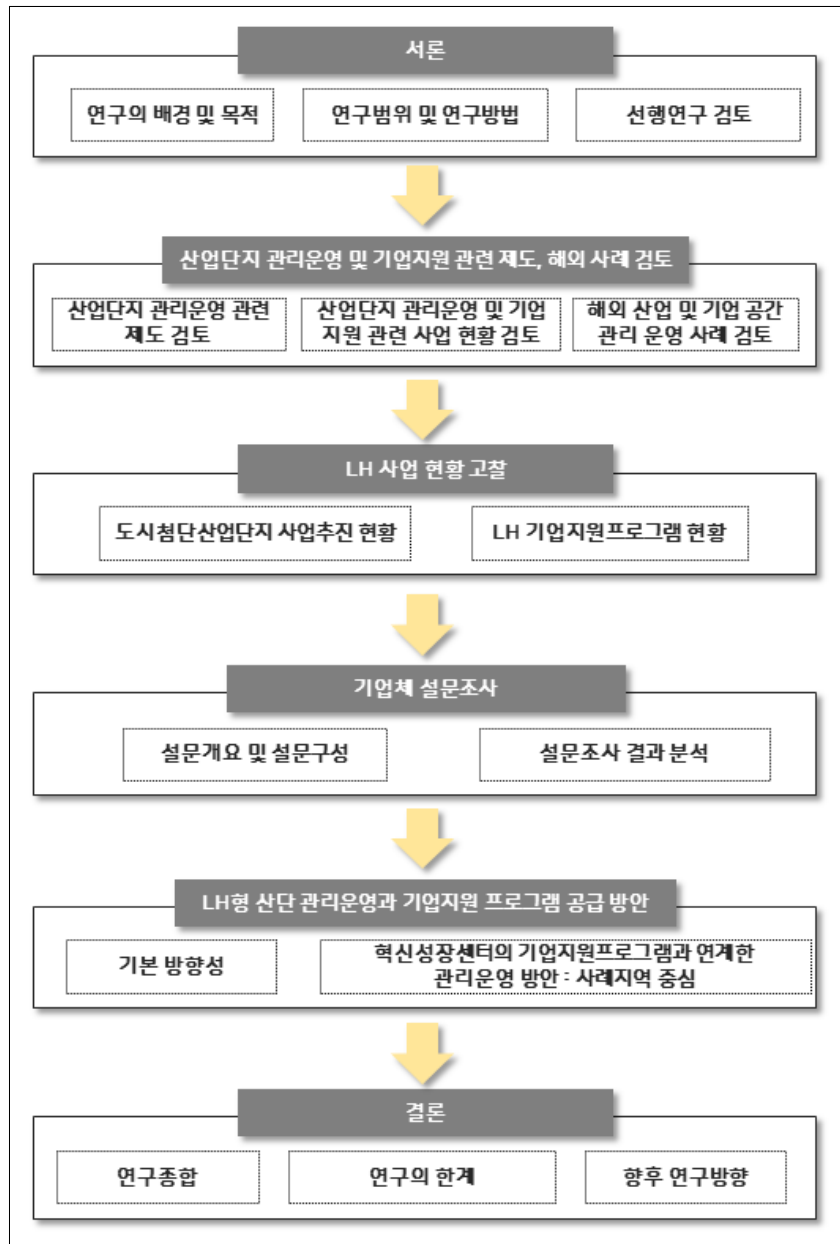 서론
연구의 배경 및 목적
연구범위 및 연구방법
선행연구 검토
산업단지 관리운영 및 기업지원 관련 제도, 해외 사례 검토
산업단지 관리운영 관련
제도 검토
산업단지 관리운영 및 기업
지원 관련 사업 현황 검토
해외 산업 및 기업 공간
관리 운영 사례 검토
LH 사업 현황 고찰
도시첨단산업단지 사업추진 현황
LH 기업지원프로그램 현황
기업체 설문조사
설문개요 및 설문구성
설문조사 결과 분석
LH형 산단 관리운영과 기업지원 프로그램 공급 방안
기본 방향성
혁신성장센터의 기업지원프로그램과 연계한
관리운영 방안 : 사례지역 중심
결론
연구종합
연구의 한계
향후 연구방향